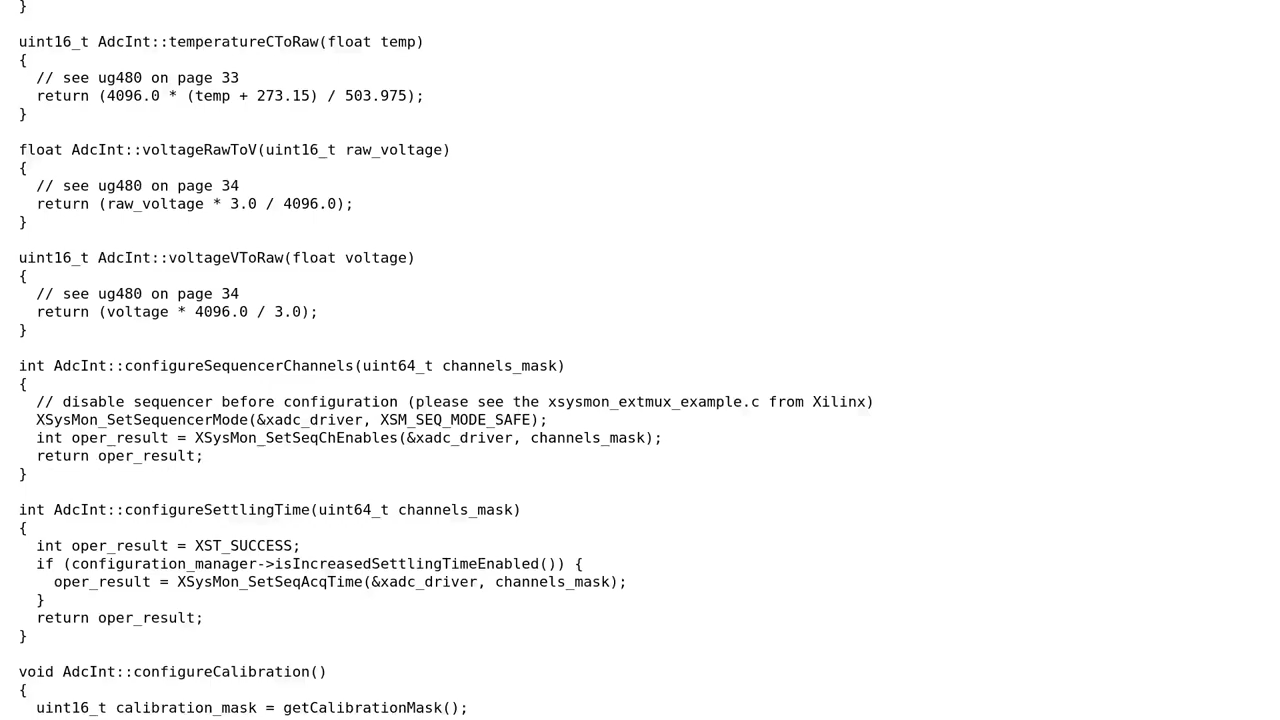 }

uint16_t AdcInt::temperatureCToRaw(float temp)
{
  // see ug480 on page 33
  return (4096.0 * (temp + 273.15) / 503.975);
}

float AdcInt::voltageRawToV(uint16_t raw_voltage)
{
  // see ug480 on page 34
  return (raw_voltage * 3.0 / 4096.0);
}

uint16_t AdcInt::voltageVToRaw(float voltage)
{
  // see ug480 on page 34
  return (voltage * 4096.0 / 3.0);
}

int AdcInt::configureSequencerChannels(uint64_t channels_mask)
{
  // disable sequencer before configuration (please see the xsysmon_extmux_example.c from Xilinx)
  XSysMon_SetSequencerMode(&xadc_driver, XSM_SEQ_MODE_SAFE);
  int oper_result = XSysMon_SetSeqChEnables(&xadc_driver, channels_mask);
  return oper_result;
}

int AdcInt::configureSettlingTime(uint64_t channels_mask)
{
  int oper_result = XST_SUCCESS;
  if (configuration_manager->isIncreasedSettlingTimeEnabled()) {
    oper_result = XSysMon_SetSeqAcqTime(&xadc_driver, channels_mask);
  }
  return oper_result;
}

void AdcInt::configureCalibration()
{
  uint16_t calibration_mask = getCalibrationMask();